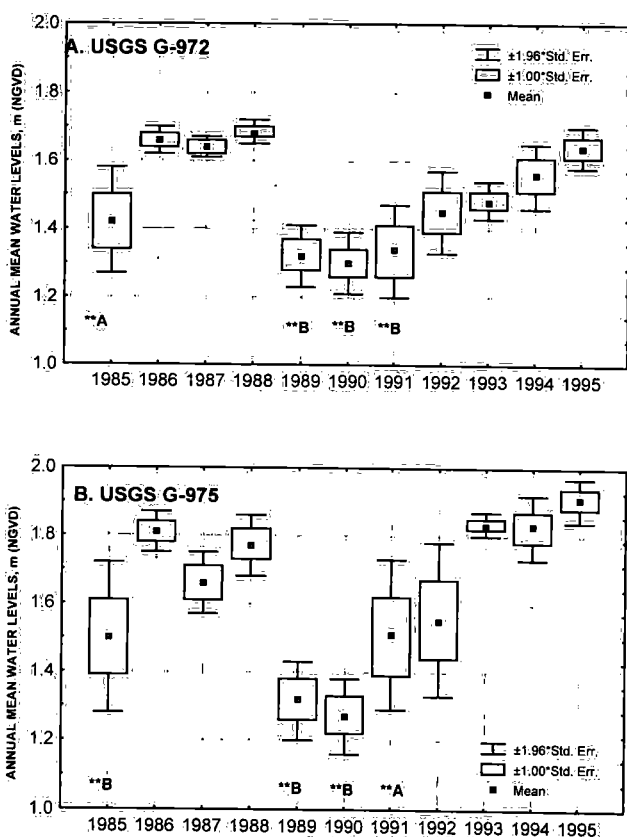 2.0
A. USGS G-972
±1.96*Std. Err.
±1.00*Std. Err.
Mean
1.8
1.6
1.4
1.2
1.0
ANNUAL MEAN WATER LEVELS, m (NGVD)
**A
**B
**B
**B
1985 1986 1987 1988 1989 1990 1991 1992 1993 1994 1995
2.0
B. USGS G-975
1.8
1.6
1.4
1.2
1.0
ANNUAL MEAN WATER LEVELS, m (NGVD)
±1.96*Std. Err.
±1.00*Std. Err.
Mean
**B
**B
**B
**A
1985 1986 1987 1988 1989 1990 1991 1992 1993 1994 1995